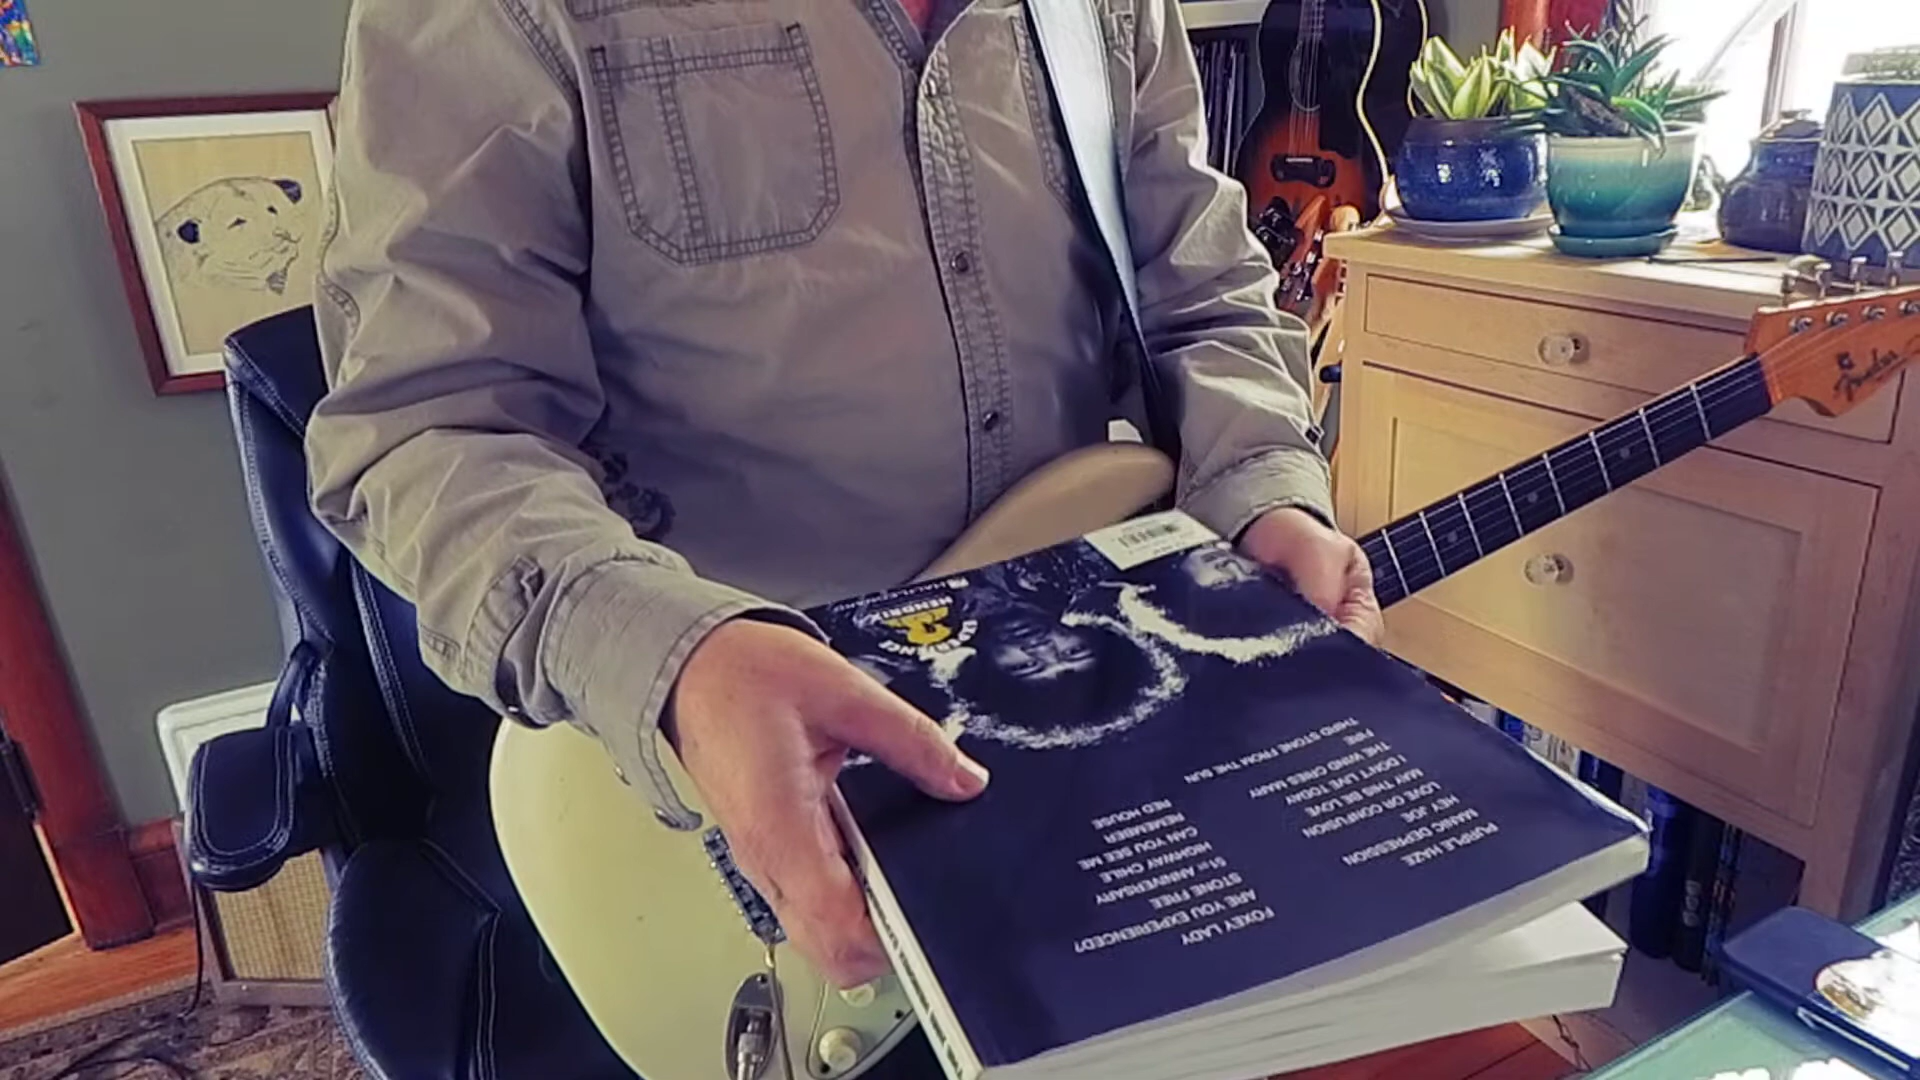 PURPLE HAZE
MANIC DEPRESSION
HEY JOE
LOVE OR CONFUSION
MAY THIS BE LOVE
I DON'T LIVE TODAY
THE WIND CRIES MARY
FIRE
THIRD STONE FROM THE SUN
FOXEY LADY
ARE YOU EXPERIENCED?
STONE FREE
51ST ANNIVERSARY
HIGHWAY CHILE
CAN YOU SEE ME
REMEMBER
RED HOUSE
EXPERIENCE
HENDRIX
HAL•LEONARD
Fender